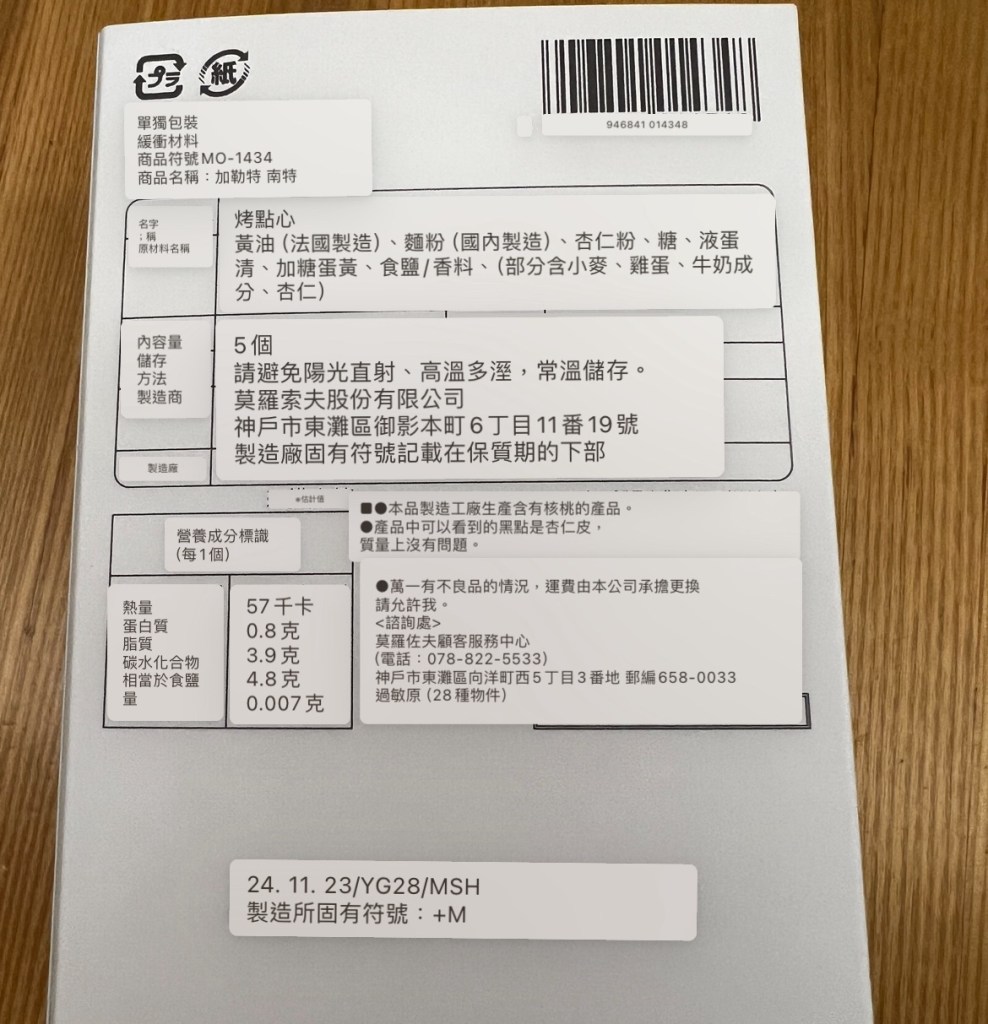 プラ
紙
946841 014348
單獨包裝
緩衝材料
商品符號MO-1434
商品名稱：加勒特 南特
名字
；稱
原材料名稱
烤點心
黃油（法國製造）、麵粉（國內製造）、杏仁粉、糖、液蛋
清、加糖蛋黃、食鹽/香料、（部分含小麥、雞蛋、牛奶成
分、杏仁）
內容量
儲存
方法
製造商
5個
請避免陽光直射、高溫多溼，常溫儲存。
莫羅索夫股份有限公司
神戶市東灘區御影本町6丁目11番19號
製造廠固有符號記載在保質期的下部
製造廠
*估計值
■●本品製造工廠生產含有核桃的產品。
●產品中可以看到的黑點是杏仁皮，
質量上沒有問題。
營養成分標識
（每1個）
熱量
蛋白質
脂質
碳水化合物
相當於食鹽
量
57千卡
0.8克
3.9克
4.8克
0.007克
●萬一有不良品的情況，運費由本公司承擔更換
請允許我。
<諮詢處>
莫羅佐夫顧客服務中心
（電話：078-822-5533）
神戶市東灘區向洋町西5丁目3番地 郵編658-0033
過敏原（28種物件）
24. 11. 23/YG28/MSH
製造所固有符號：+M